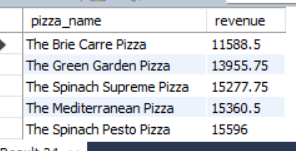 pizza_name revenue
The Brie Carre Pizza 11588.5
The Green Garden Pizza 13955.75
The Spinach Supreme Pizza 15277.75
The Mediterranean Pizza 15360.5
The Spinach Pesto Pizza 15596